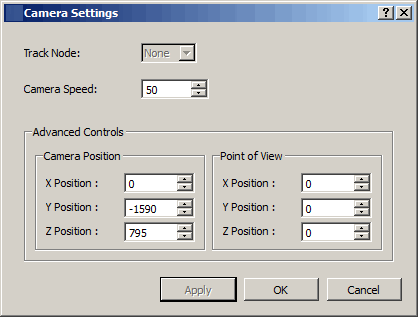 Camera Settings
Track Node: None
Camera Speed: 50
Advanced Controls
Camera Position Point of View
X Position : 0 X Position : 0
Y Position : -1590 Y Position : 0
Z Position : 795 Z Position : 0
Apply OK Cancel